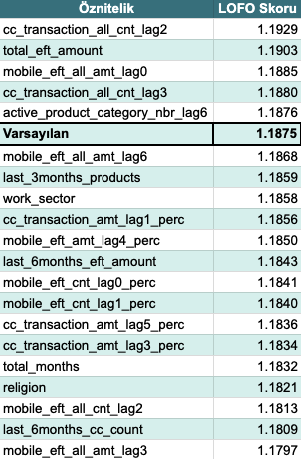 Öznitelik LOFO Skoru
cc_transaction_all_cnt_lag2 1.1929
total_eft_amount 1.1903
mobile_eft_all_amt_lag0 1.1885
cc_transaction_all_cnt_lag3 1.1880
active_product_category_nbr_lag6 1.1876
Varsayılan 1.1875
mobile_eft_all_amt_lag6 1.1868
last_3months_products 1.1859
work_sector 1.1858
cc_transaction_amt_lag1_perc 1.1856
mobile_eft_amt_lag4_perc 1.1850
last_6months_eft_amount 1.1843
mobile_eft_cnt_lag0_perc 1.1841
mobile_eft_cnt_lag1_perc 1.1840
cc_transaction_amt_lag5_perc 1.1836
cc_transaction_amt_lag3_perc 1.1834
total_months 1.1832
religion 1.1821
mobile_eft_all_cnt_lag2 1.1813
last_6months_cc_count 1.1809
mobile_eft_all_amt_lag3 1.1797